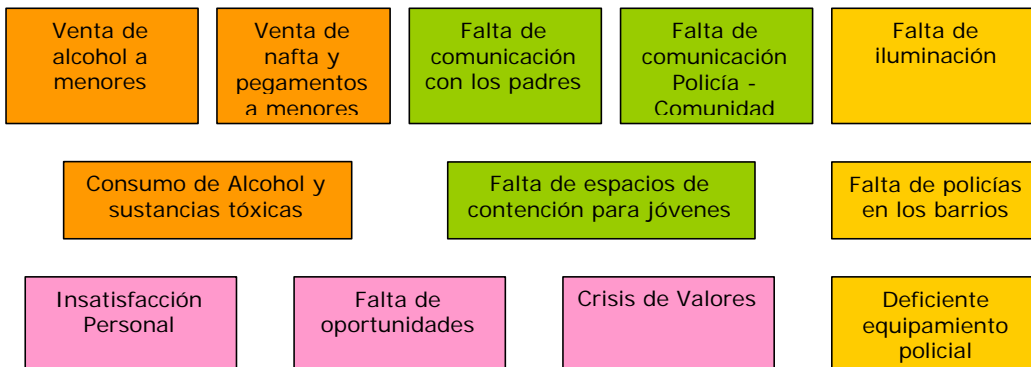 Venta de
alcohol a
menores
Venta de
nafta y
pegamentos
a menores
Falta de
comunicación
con los padres
Falta de
comunicación
Policía -
Comunidad
Falta de
iluminación
Consumo de Alcohol y
sustancias tóxicas
Falta de espacios de
contención para jóvenes
Falta de policías
en los barrios
Insatisfacción
Personal
Falta de
oportunidades
Crisis de Valores
Deficiente
equipamiento
policial